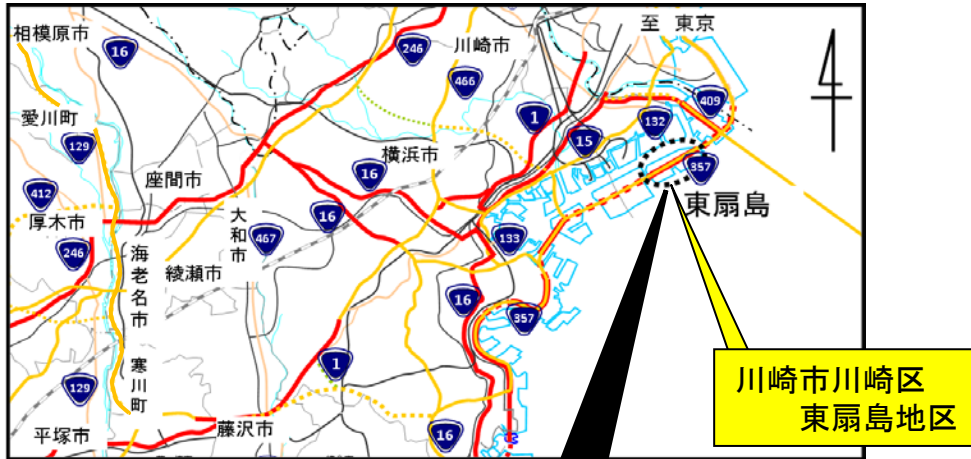 至 東京
相模原市
16
246
川崎市
466
409
愛川町
129
1
132
15
横浜市
座間市
16
357
412
東扇島
厚木市
大和市
16
467
133
246
海老名市
綾瀬市
16
357
1
寒川町
129
川崎市川崎区
東扇島地区
平塚市
藤沢市
16